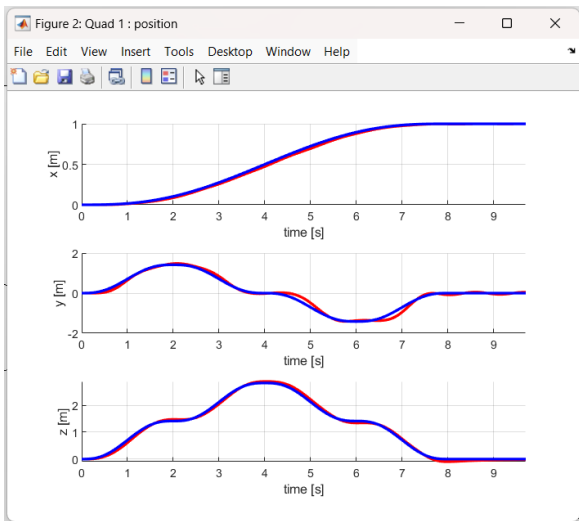 Figure 2: Quad 1 : position
File Edit View Insert Tools Desktop Window Help
1
0.5
0
x [m]
0 1 2 3 4 5 6 7 8 9
time [s]
2
0
-2
y [m]
0 1 2 3 4 5 6 7 8 9
time [s]
2
1
0
z [m]
0 1 2 3 4 5 6 7 8 9
time [s]